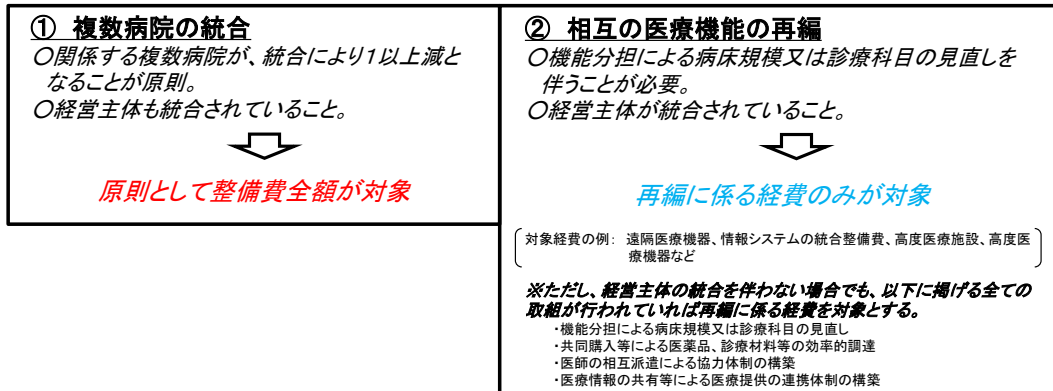 ① 複数病院の統合
○関係する複数病院が、統合により1以上減と
なることが原則。
○経営主体も統合されていること。
原則として整備費全額が対象
② 相互の医療機能の再編
○機能分担による病床規模又は診療科目の見直しを
伴うことが必要。
○経営主体が統合されていること。
再編に係る経費のみが対象
対象経費の例: 遠隔医療機器、情報システムの統合整備費、高度医療施設、高度医
療機器など
※ただし、経営主体の統合を伴わない場合でも、以下に掲げる全ての
取組が行われていれば再編に係る経費を対象とする。
・機能分担による病床規模又は診療科目の見直し
・共同購入等による医薬品、診療材料等の効率的調達
・医師の相互派遣による協力体制の構築
・医療情報の共有等による医療提供の連携体制の構築